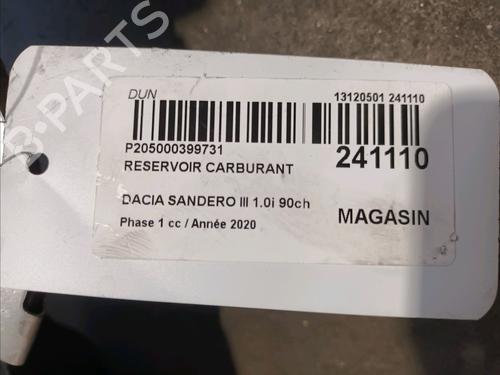 B-PARTS
DUN
13120501 241110
P205000399731
241110
RESERVOIR CARBURANT
DACIA SANDERO III 1.0i 90ch
MAGASIN
Phase 1 cc / Année 2020